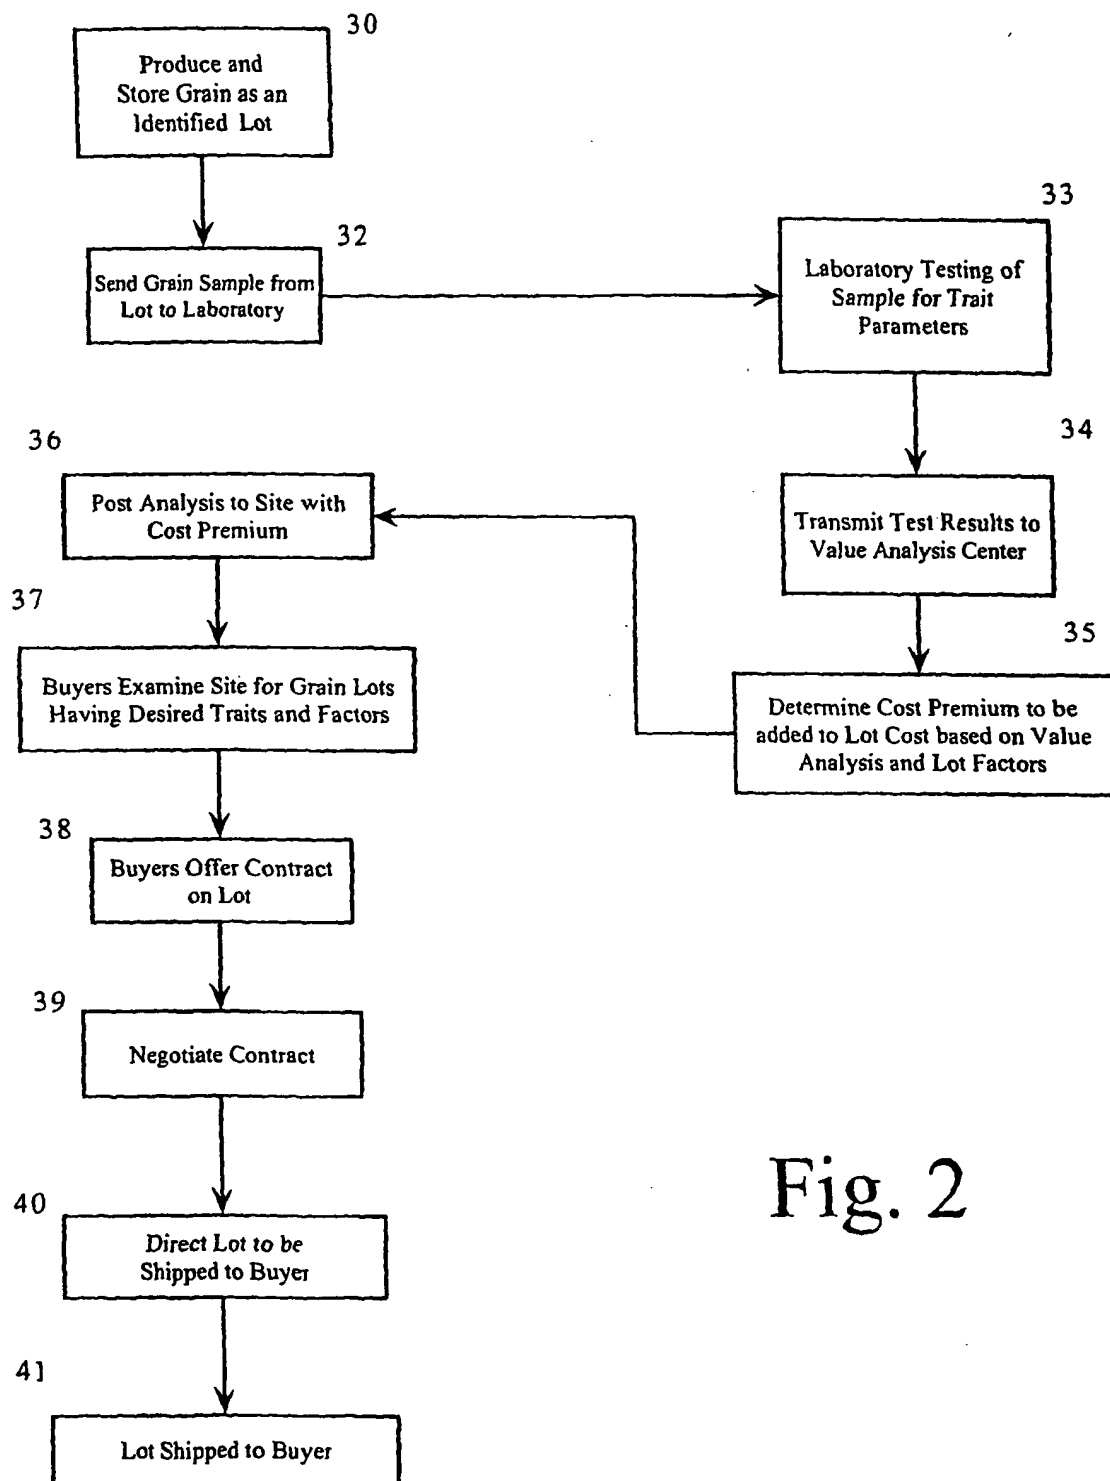 30
Produce and
Store Grain as an
Identified Lot
32
Send Grain Sample from
Lot to Laboratory
33
Laboratory Testing of
Sample for Trait
Parameters
34
Transmit Test Results to
Value Analysis Center
35
Determine Cost Premium to be
added to Lot Cost based on Value
Analysis and Lot Factors
36
Post Analysis to Site with
Cost Premium
37
Buyers Examine Site for Grain Lots
Having Desired Traits and Factors
38
Buyers Offer Contract
on Lot
39
Negotiate Contract
40
Direct Lot to be
Shipped to Buyer
41
Lot Shipped to Buyer
Fig. 2